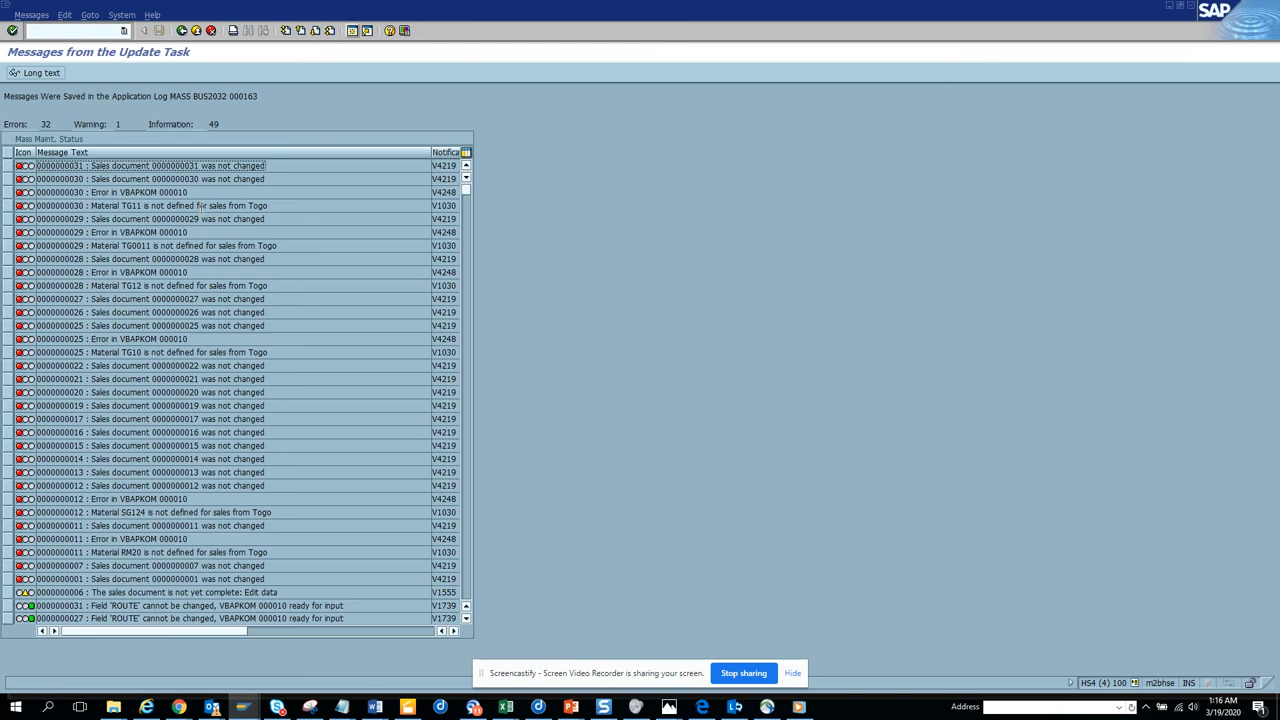 Messages Edit Goto System Help
SAP
Messages from the Update Task
Long text
Messages Were Saved in the Application Log MASS BUS2032 000163
Errors: 32 Warning: 1 Information: 49
Mass Maint. Status
Icon Message Text Notifica
0000000031 : Sales document 0000000031 was not changed V4219
0000000030 : Sales document 0000000030 was not changed V4219
0000000030 : Error in VBAPKOM 000010 V4248
0000000030 : Material TG11 is not defined for sales from Togo V1030
0000000029 : Sales document 0000000029 was not changed V4219
0000000029 : Error in VBAPKOM 000010 V4248
0000000029 : Material TG0011 is not defined for sales from Togo V1030
0000000028 : Sales document 0000000028 was not changed V4219
0000000028 : Error in VBAPKOM 000010 V4248
0000000028 : Material TG12 is not defined for sales from Togo V1030
0000000027 : Sales document 0000000027 was not changed V4219
0000000026 : Sales document 0000000026 was not changed V4219
0000000025 : Sales document 0000000025 was not changed V4219
0000000025 : Error in VBAPKOM 000010 V4248
0000000025 : Material TG10 is not defined for sales from Togo V1030
0000000022 : Sales document 0000000022 was not changed V4219
0000000021 : Sales document 0000000021 was not changed V4219
0000000020 : Sales document 0000000020 was not changed V4219
0000000019 : Sales document 0000000019 was not changed V4219
0000000017 : Sales document 0000000017 was not changed V4219
0000000016 : Sales document 0000000016 was not changed V4219
0000000015 : Sales document 0000000015 was not changed V4219
0000000014 : Sales document 0000000014 was not changed V4219
0000000013 : Sales document 0000000013 was not changed V4219
0000000012 : Sales document 0000000012 was not changed V4219
0000000012 : Error in VBAPKOM 000010 V4248
0000000012 : Material SG124 is not defined for sales from Togo V1030
0000000011 : Sales document 0000000011 was not changed V4219
0000000011 : Error in VBAPKOM 000010 V4248
0000000011 : Material RM20 is not defined for sales from Togo V1030
0000000007 : Sales document 0000000007 was not changed V4219
0000000001 : Sales document 0000000001 was not changed V4219
0000000006 : The sales document is not yet complete: Edit data V1555
0000000031 : Field 'ROUTE' cannot be changed, VBAPKOM 000010 ready for input V1739
0000000027 : Field 'ROUTE' cannot be changed, VBAPKOM 000010 ready for input V1739
Screencastify - Screen Video Recorder is sharing your screen. Stop sharing Hide
HS4 (4) 100 m2bhse INS
Address 1:16 AM
3/19/2020